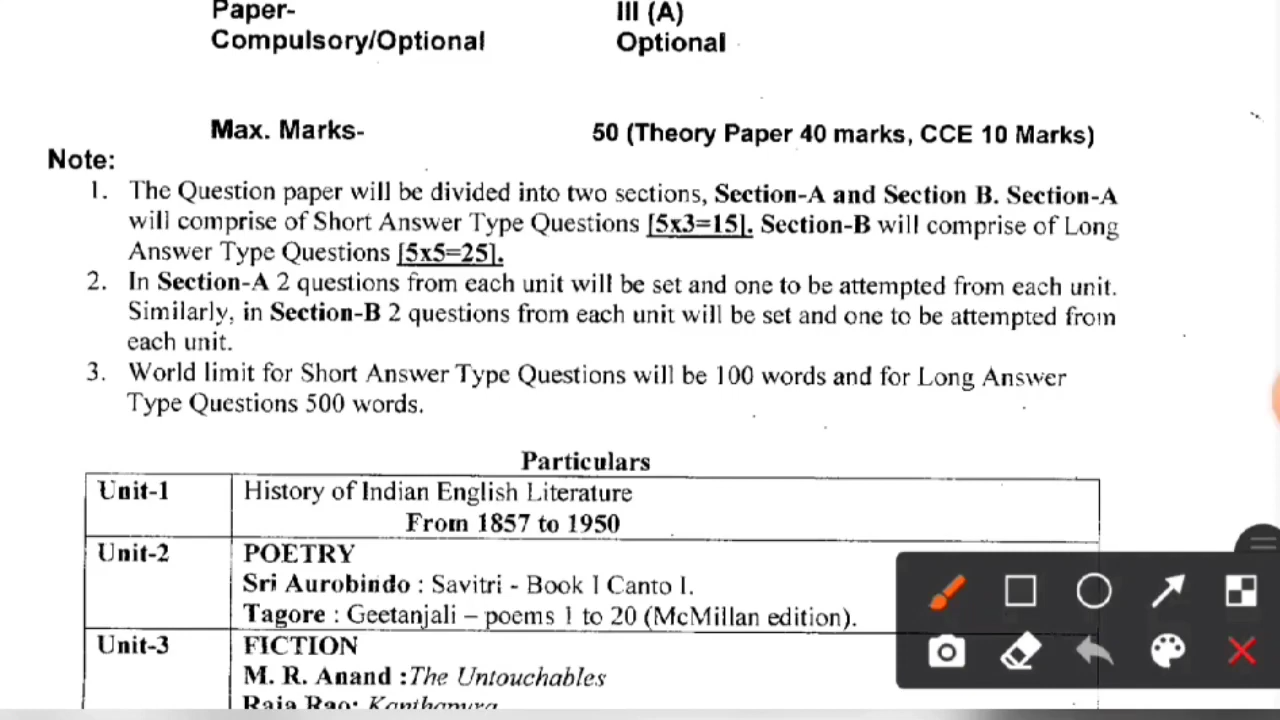 Paper- III (A)
Compulsory/Optional Optional
Max. Marks- 50 (Theory Paper 40 marks, CCE 10 Marks)
Note:
1. The Question paper will be divided into two sections, Section-A and Section B. Section-A
will comprise of Short Answer Type Questions [5x3=15]. Section-B will comprise of Long
Answer Type Questions [5x5=25].
2. In Section-A 2 questions from each unit will be set and one to be attempted from each unit.
Similarly, in Section-B 2 questions from each unit will be set and one to be attempted from
each unit.
3. World limit for Short Answer Type Questions will be 100 words and for Long Answer
Type Questions 500 words.
Particulars
Unit-1 History of Indian English Literature
From 1857 to 1950
Unit-2 POETRY
Sri Aurobindo : Savitri - Book I Canto I.
Tagore : Geetanjali – poems 1 to 20 (McMillan edition).
Unit-3 FICTION
M. R. Anand :The Untouchables
Raja Rao: Kanthapura